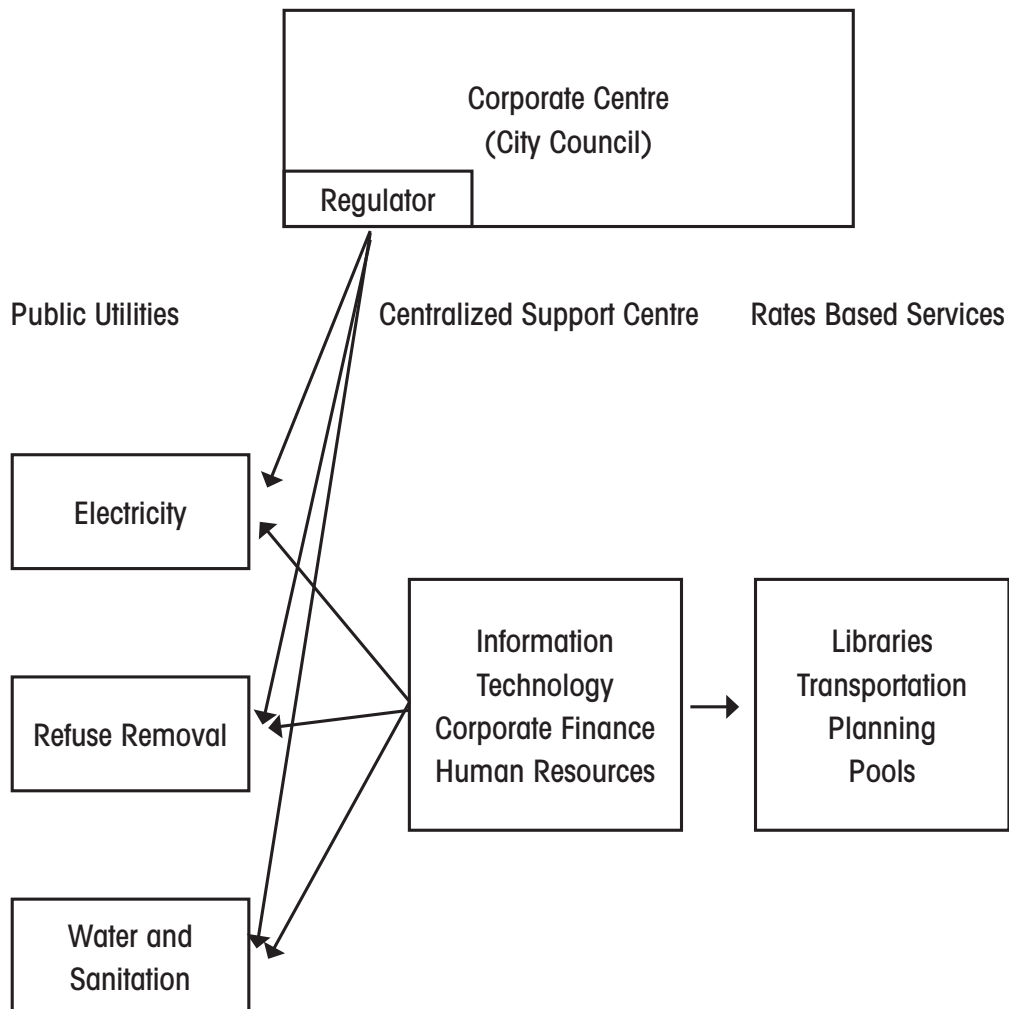 Corporate Centre
(City Council)
Regulator
Public Utilities
Centralized Support Centre
Rates Based Services
Electricity
Refuse Removal
Water and
Sanitation
Information
Technology
Corporate Finance
Human Resources
Libraries
Transportation
Planning
Pools